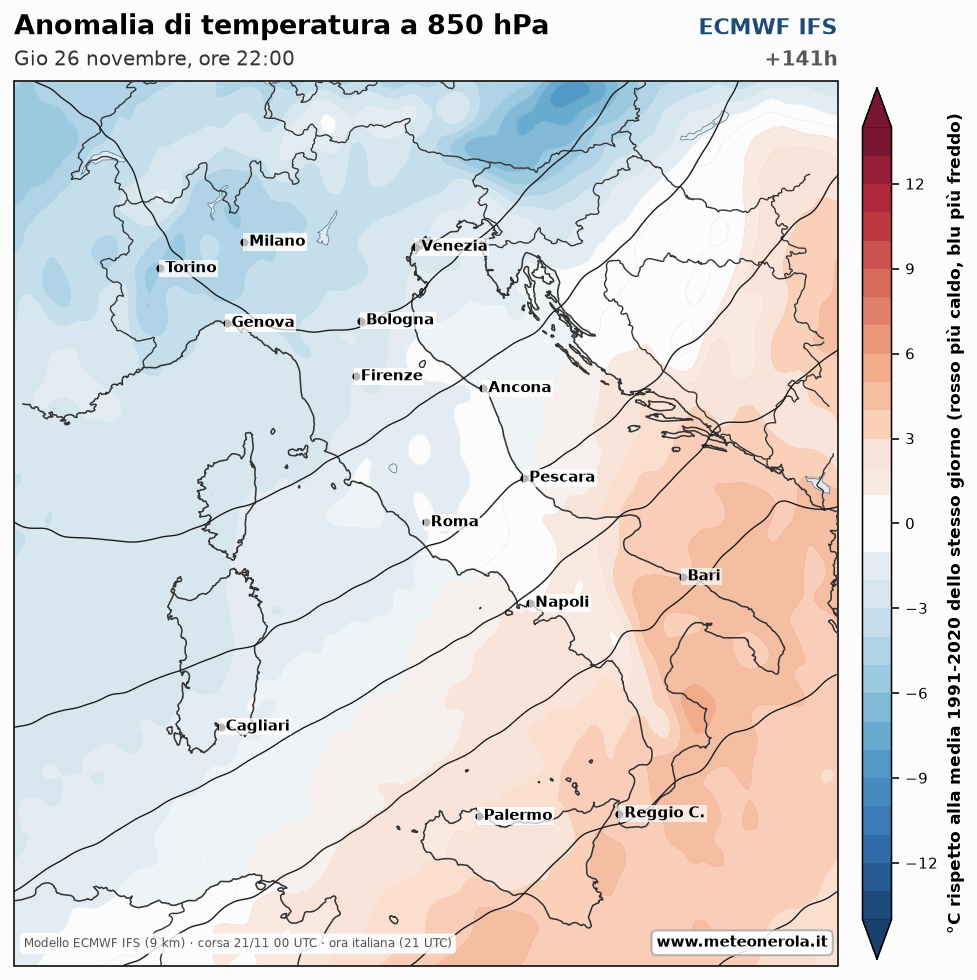 Anomalia di temperatura a 850 hPa
ECMWF IFS
Gio 26 novembre, ore 22:00
+141h
Milano
Venezia
Torino
Genova
Bologna
Firenze
Ancona
Pescara
Roma
Bari
Napoli
Cagliari
Palermo
Reggio C.
12
9
6
3
0
−3
−6
−9
−12
°C rispetto alla media 1991-2020 dello stesso giorno (rosso più caldo, blu più freddo)
Modello ECMWF IFS (9 km) · corsa 21/11 00 UTC · ora italiana (21 UTC)
www.meteonerola.it